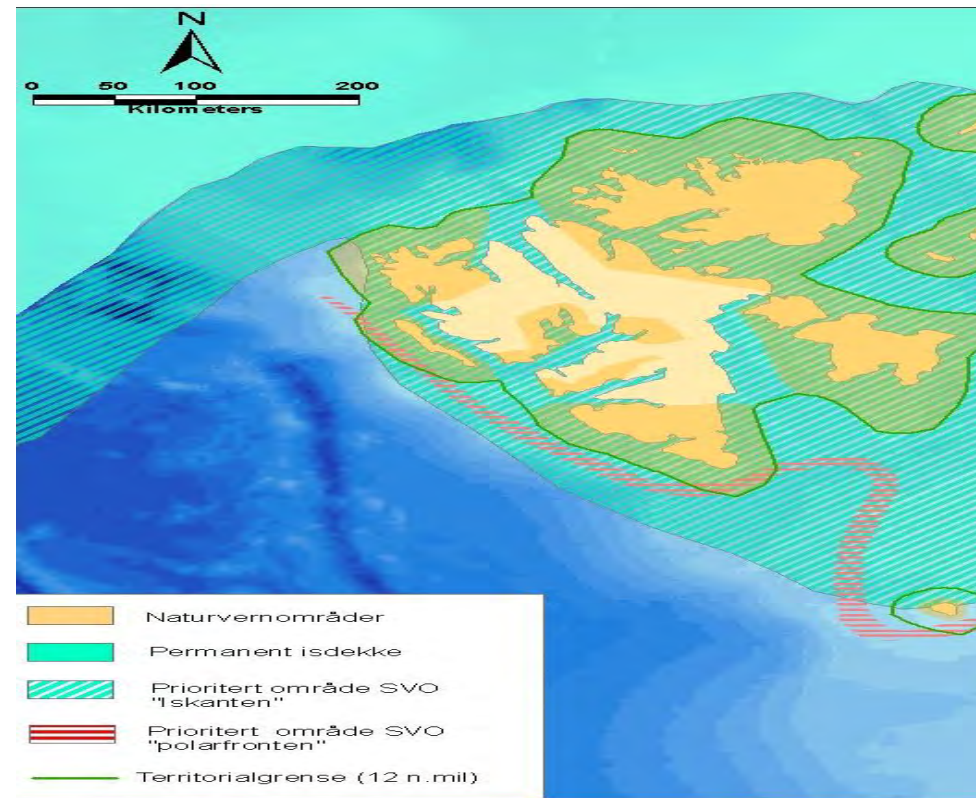 N
0 50 100 200
Kilometers
Naturvernområder
Permanent isdekke
Prioritert område SVO
"Iskanten"
Prioritert område SVO
"polarfronten"
Territorialgrense (12 n.mil)